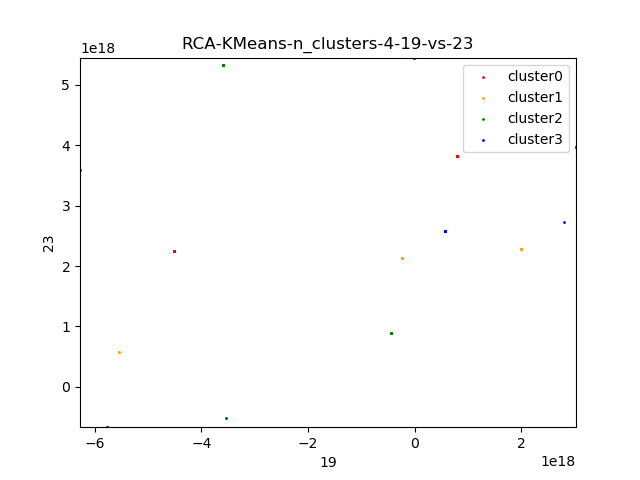 RCA-KMeans-n_clusters-4-19-vs-23
1e18
cluster0
cluster1
cluster2
cluster3
5
4
3
2
1
0
23
−6
−4
−2
0
2
19
1e18